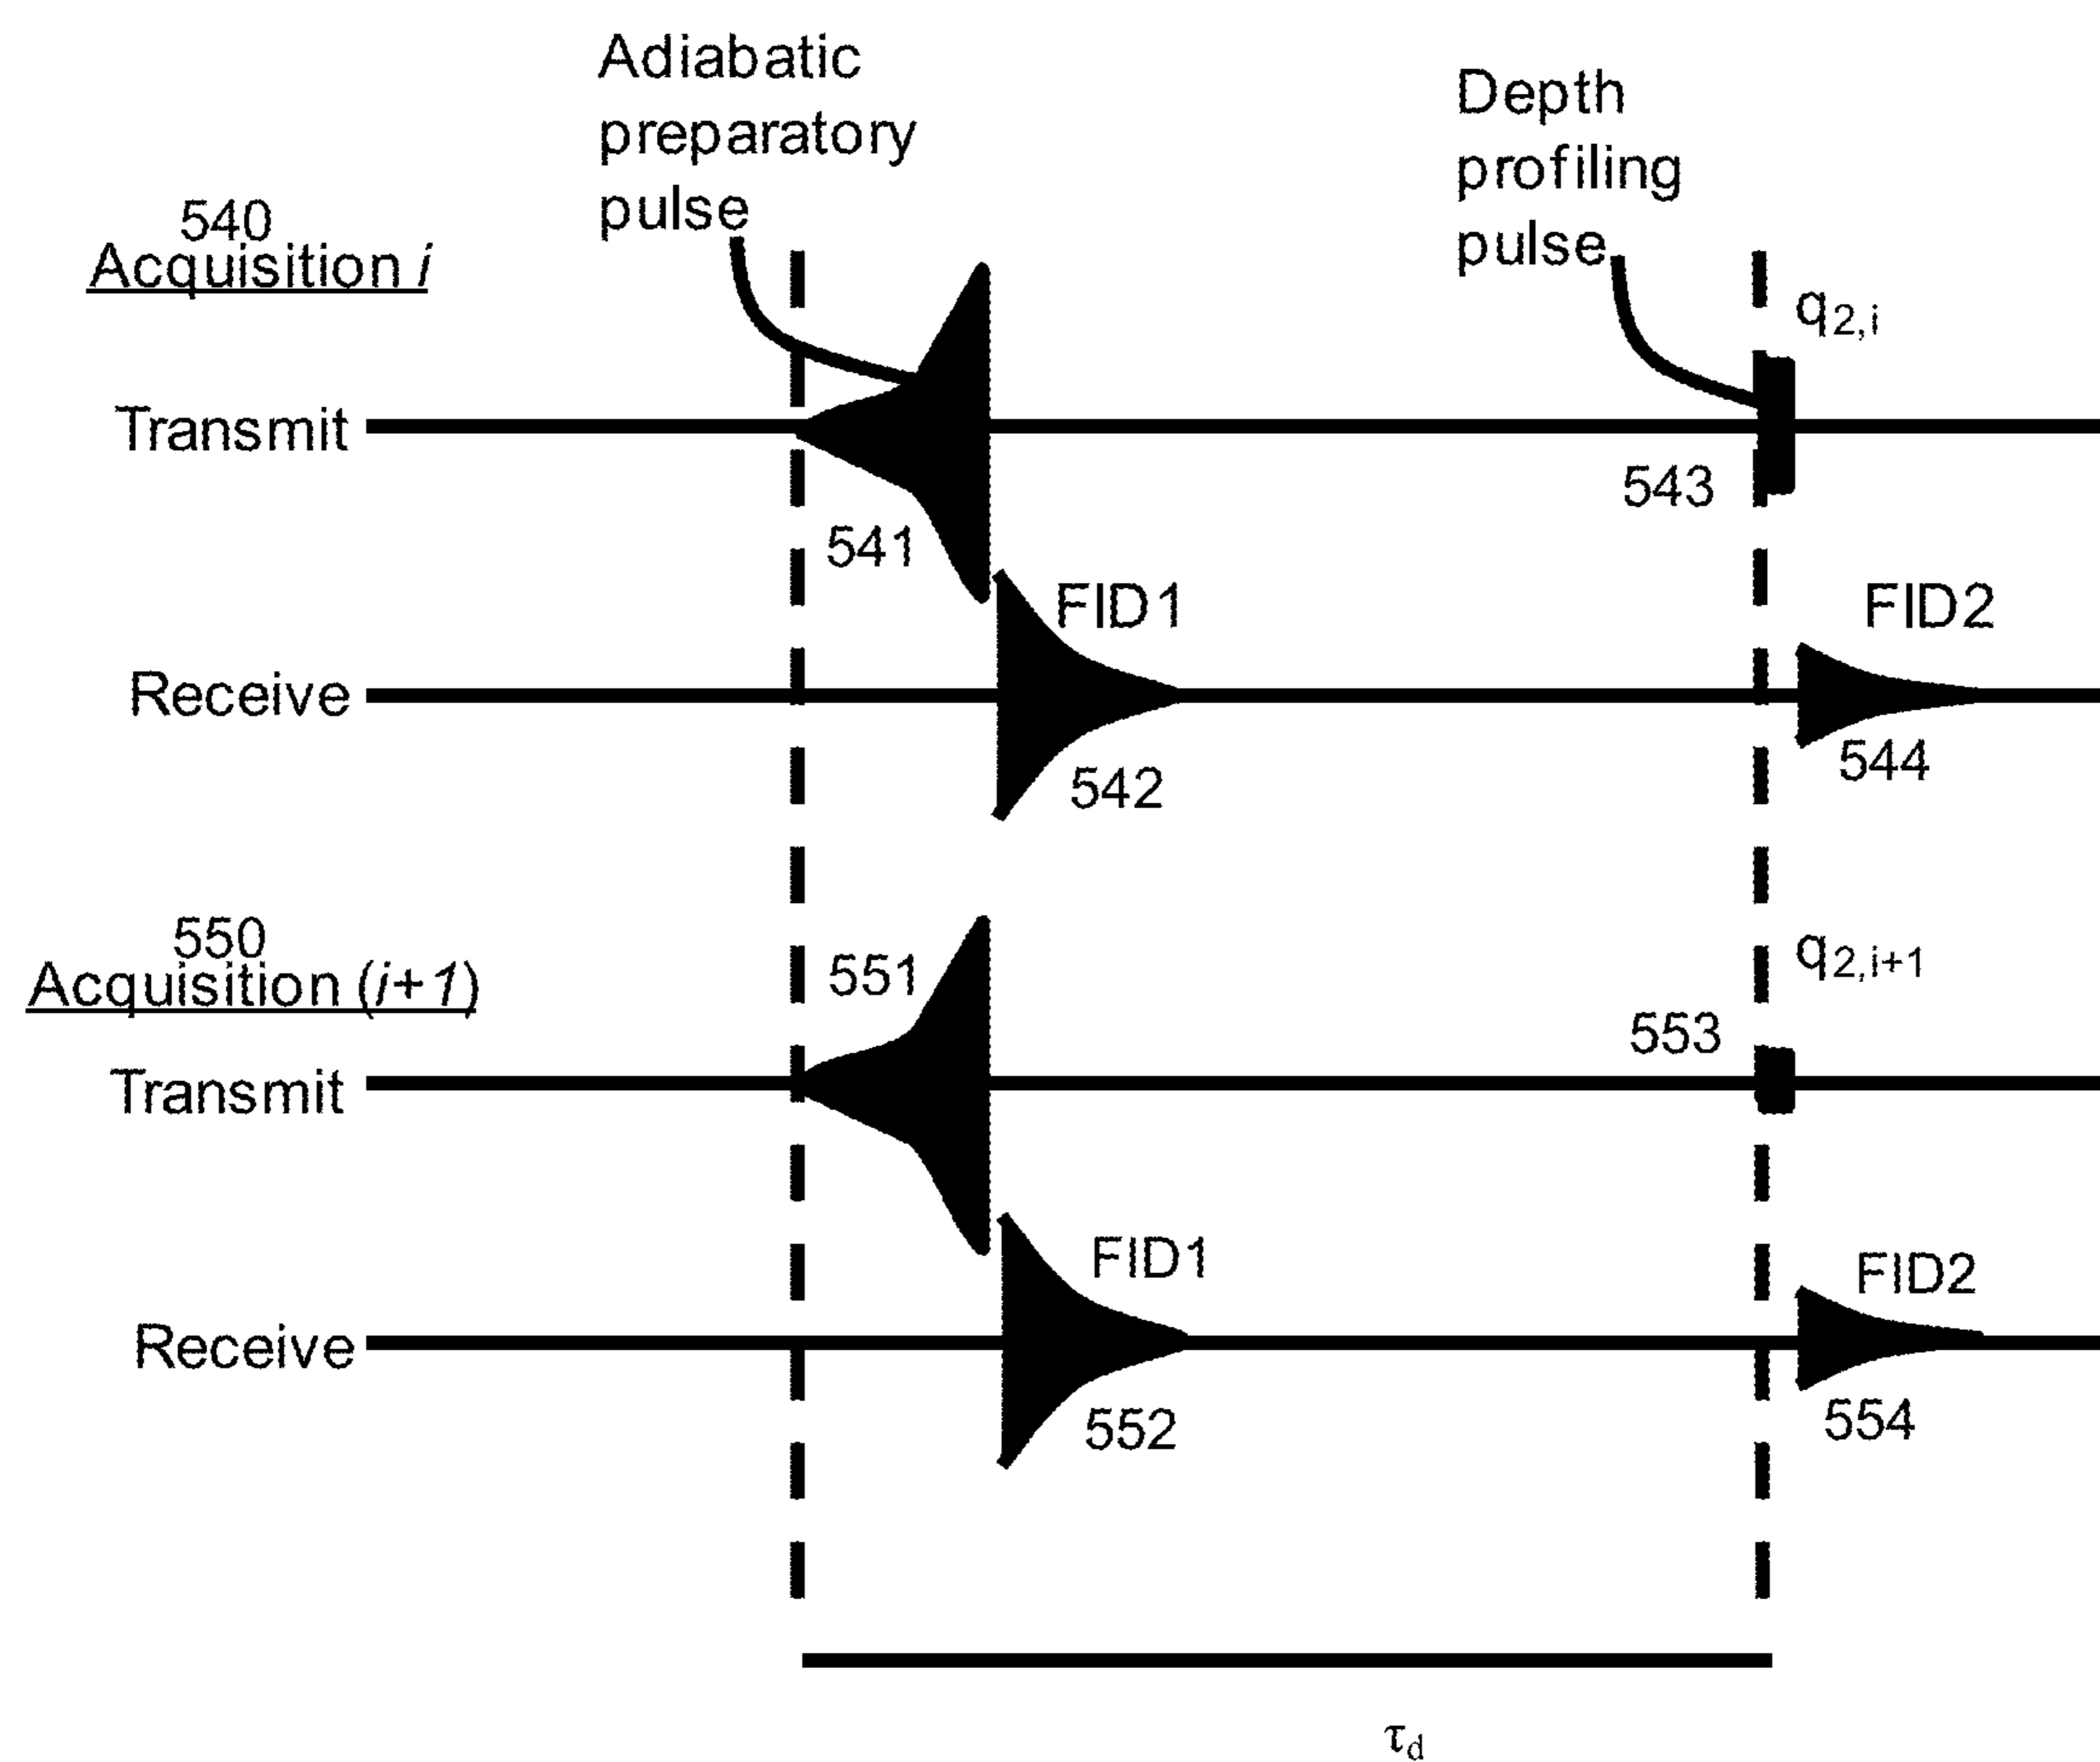 Adiabatic
preparatory
pulse
Depth
profiling
pulse
540
Acquisition i
q2,i
Transmit
543
541
FID1
FID2
Receive
544
542
550
Acquisition (i+1)
551
q2,i+1
553
Transmit
FID1
FID2
Receive
552
554
τd